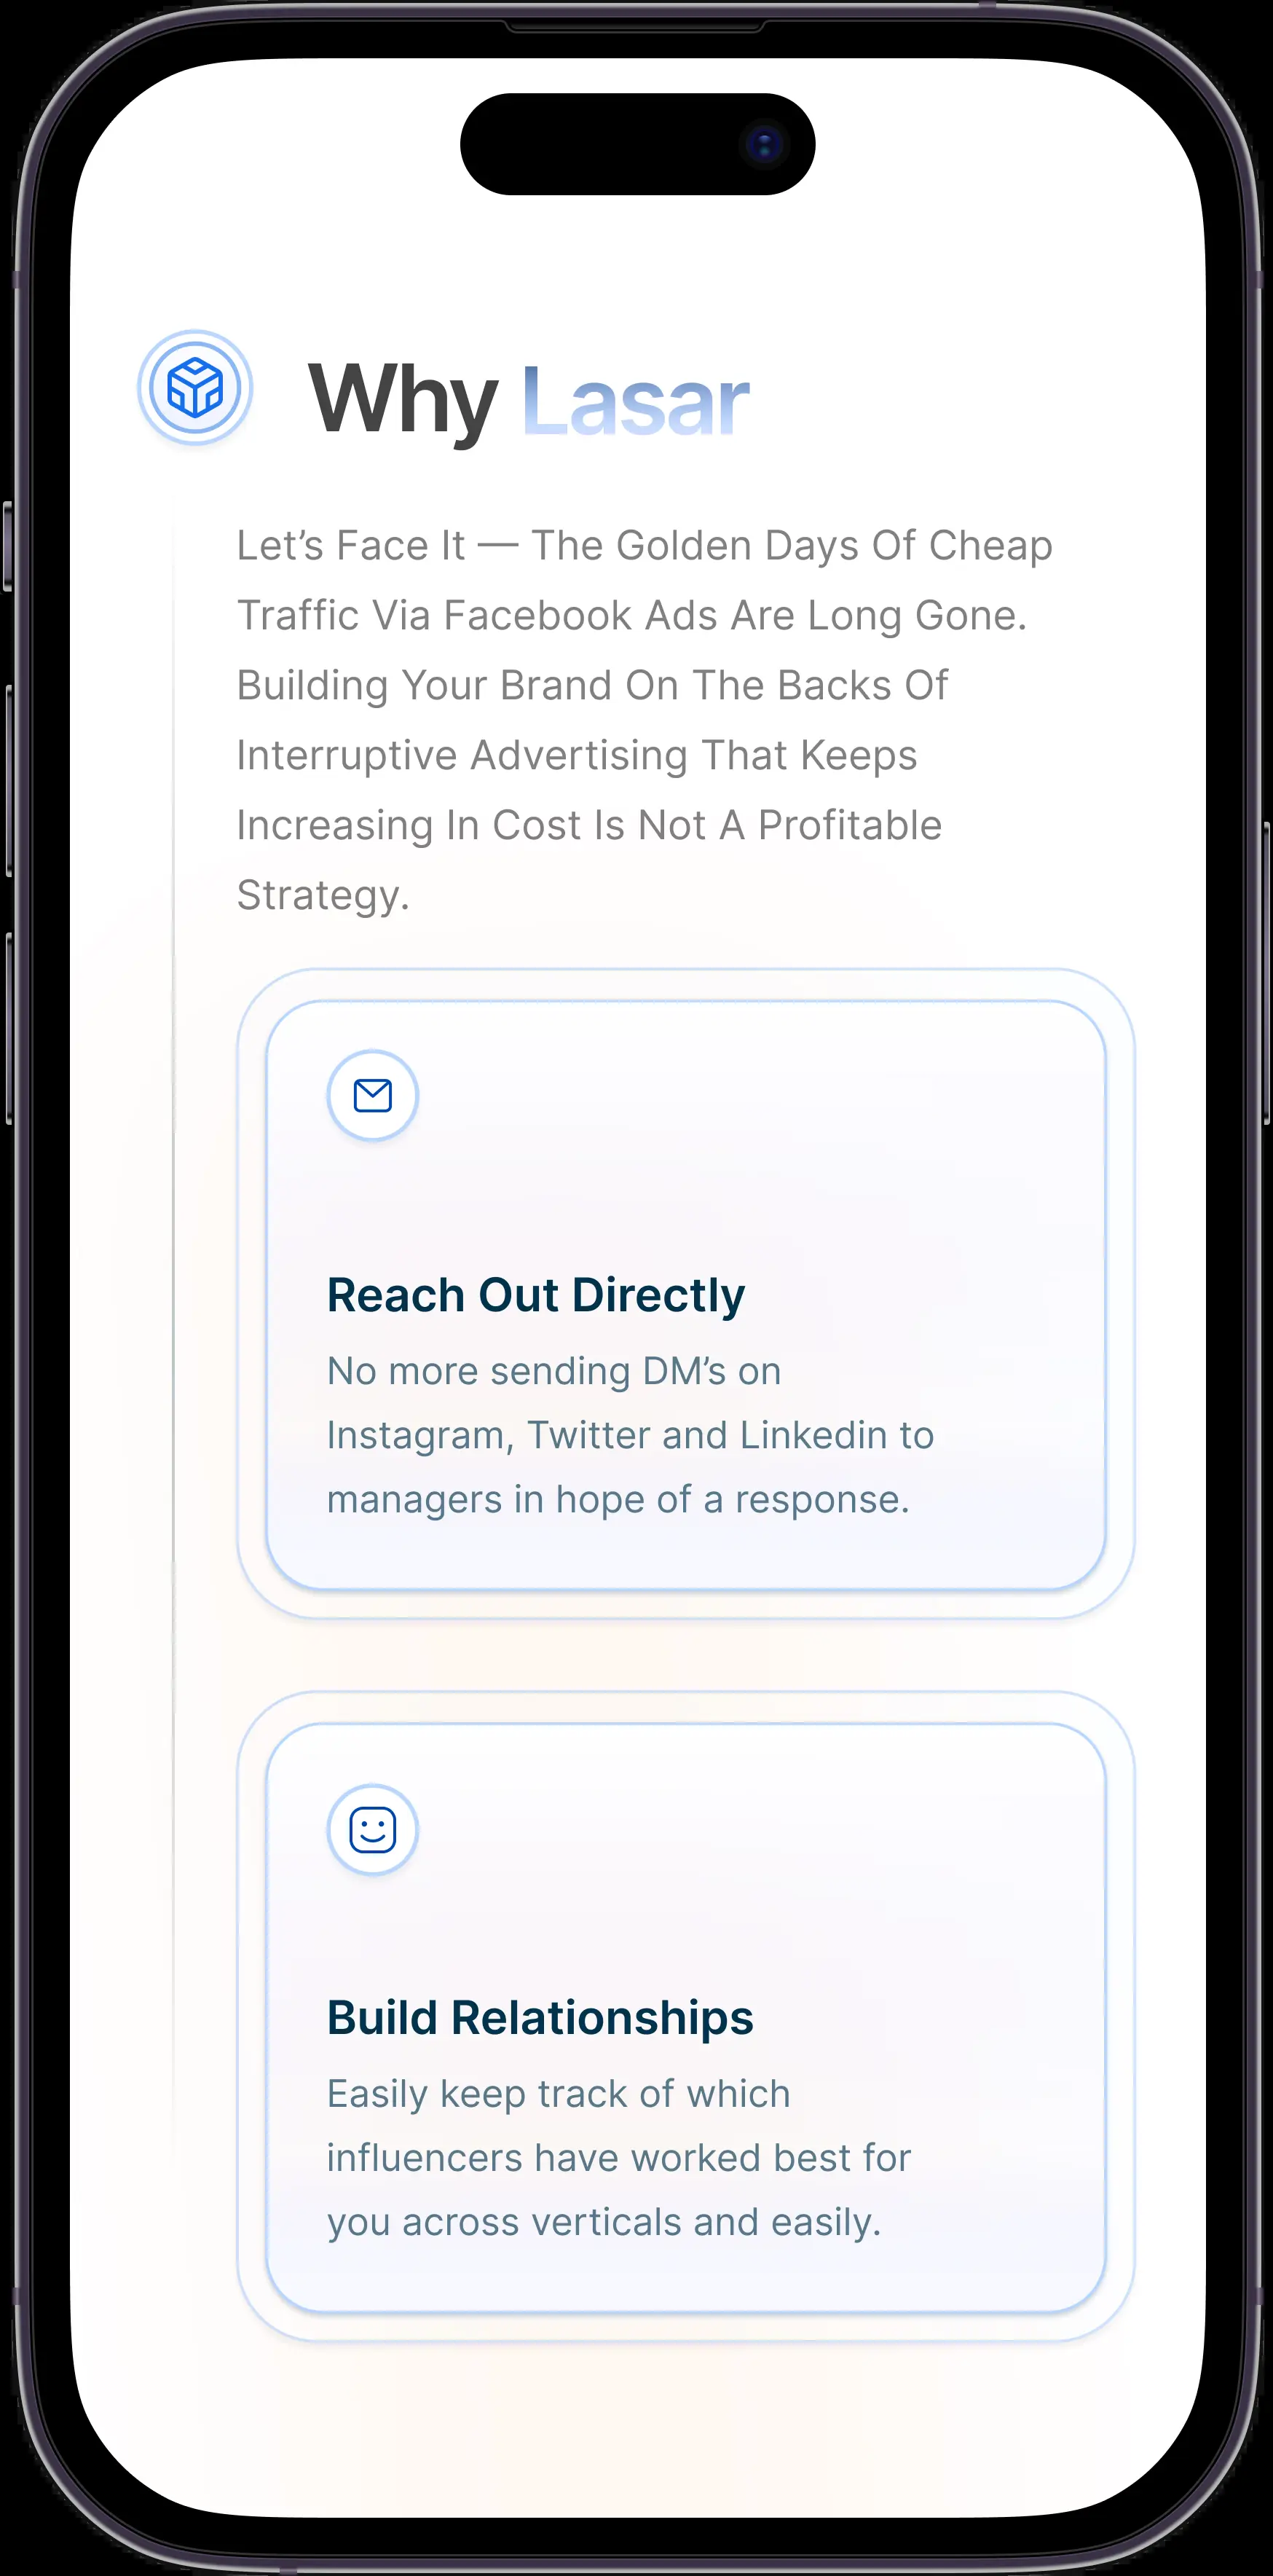 Why Lasar
Let’s Face It — The Golden Days Of Cheap
Traffic Via Facebook Ads Are Long Gone.
Building Your Brand On The Backs Of
Interruptive Advertising That Keeps
Increasing In Cost Is Not A Profitable
Strategy.
Reach Out Directly
No more sending DM’s on
Instagram, Twitter and Linkedin to
managers in hope of a response.
Build Relationships
Easily keep track of which
influencers have worked best for
you across verticals and easily.